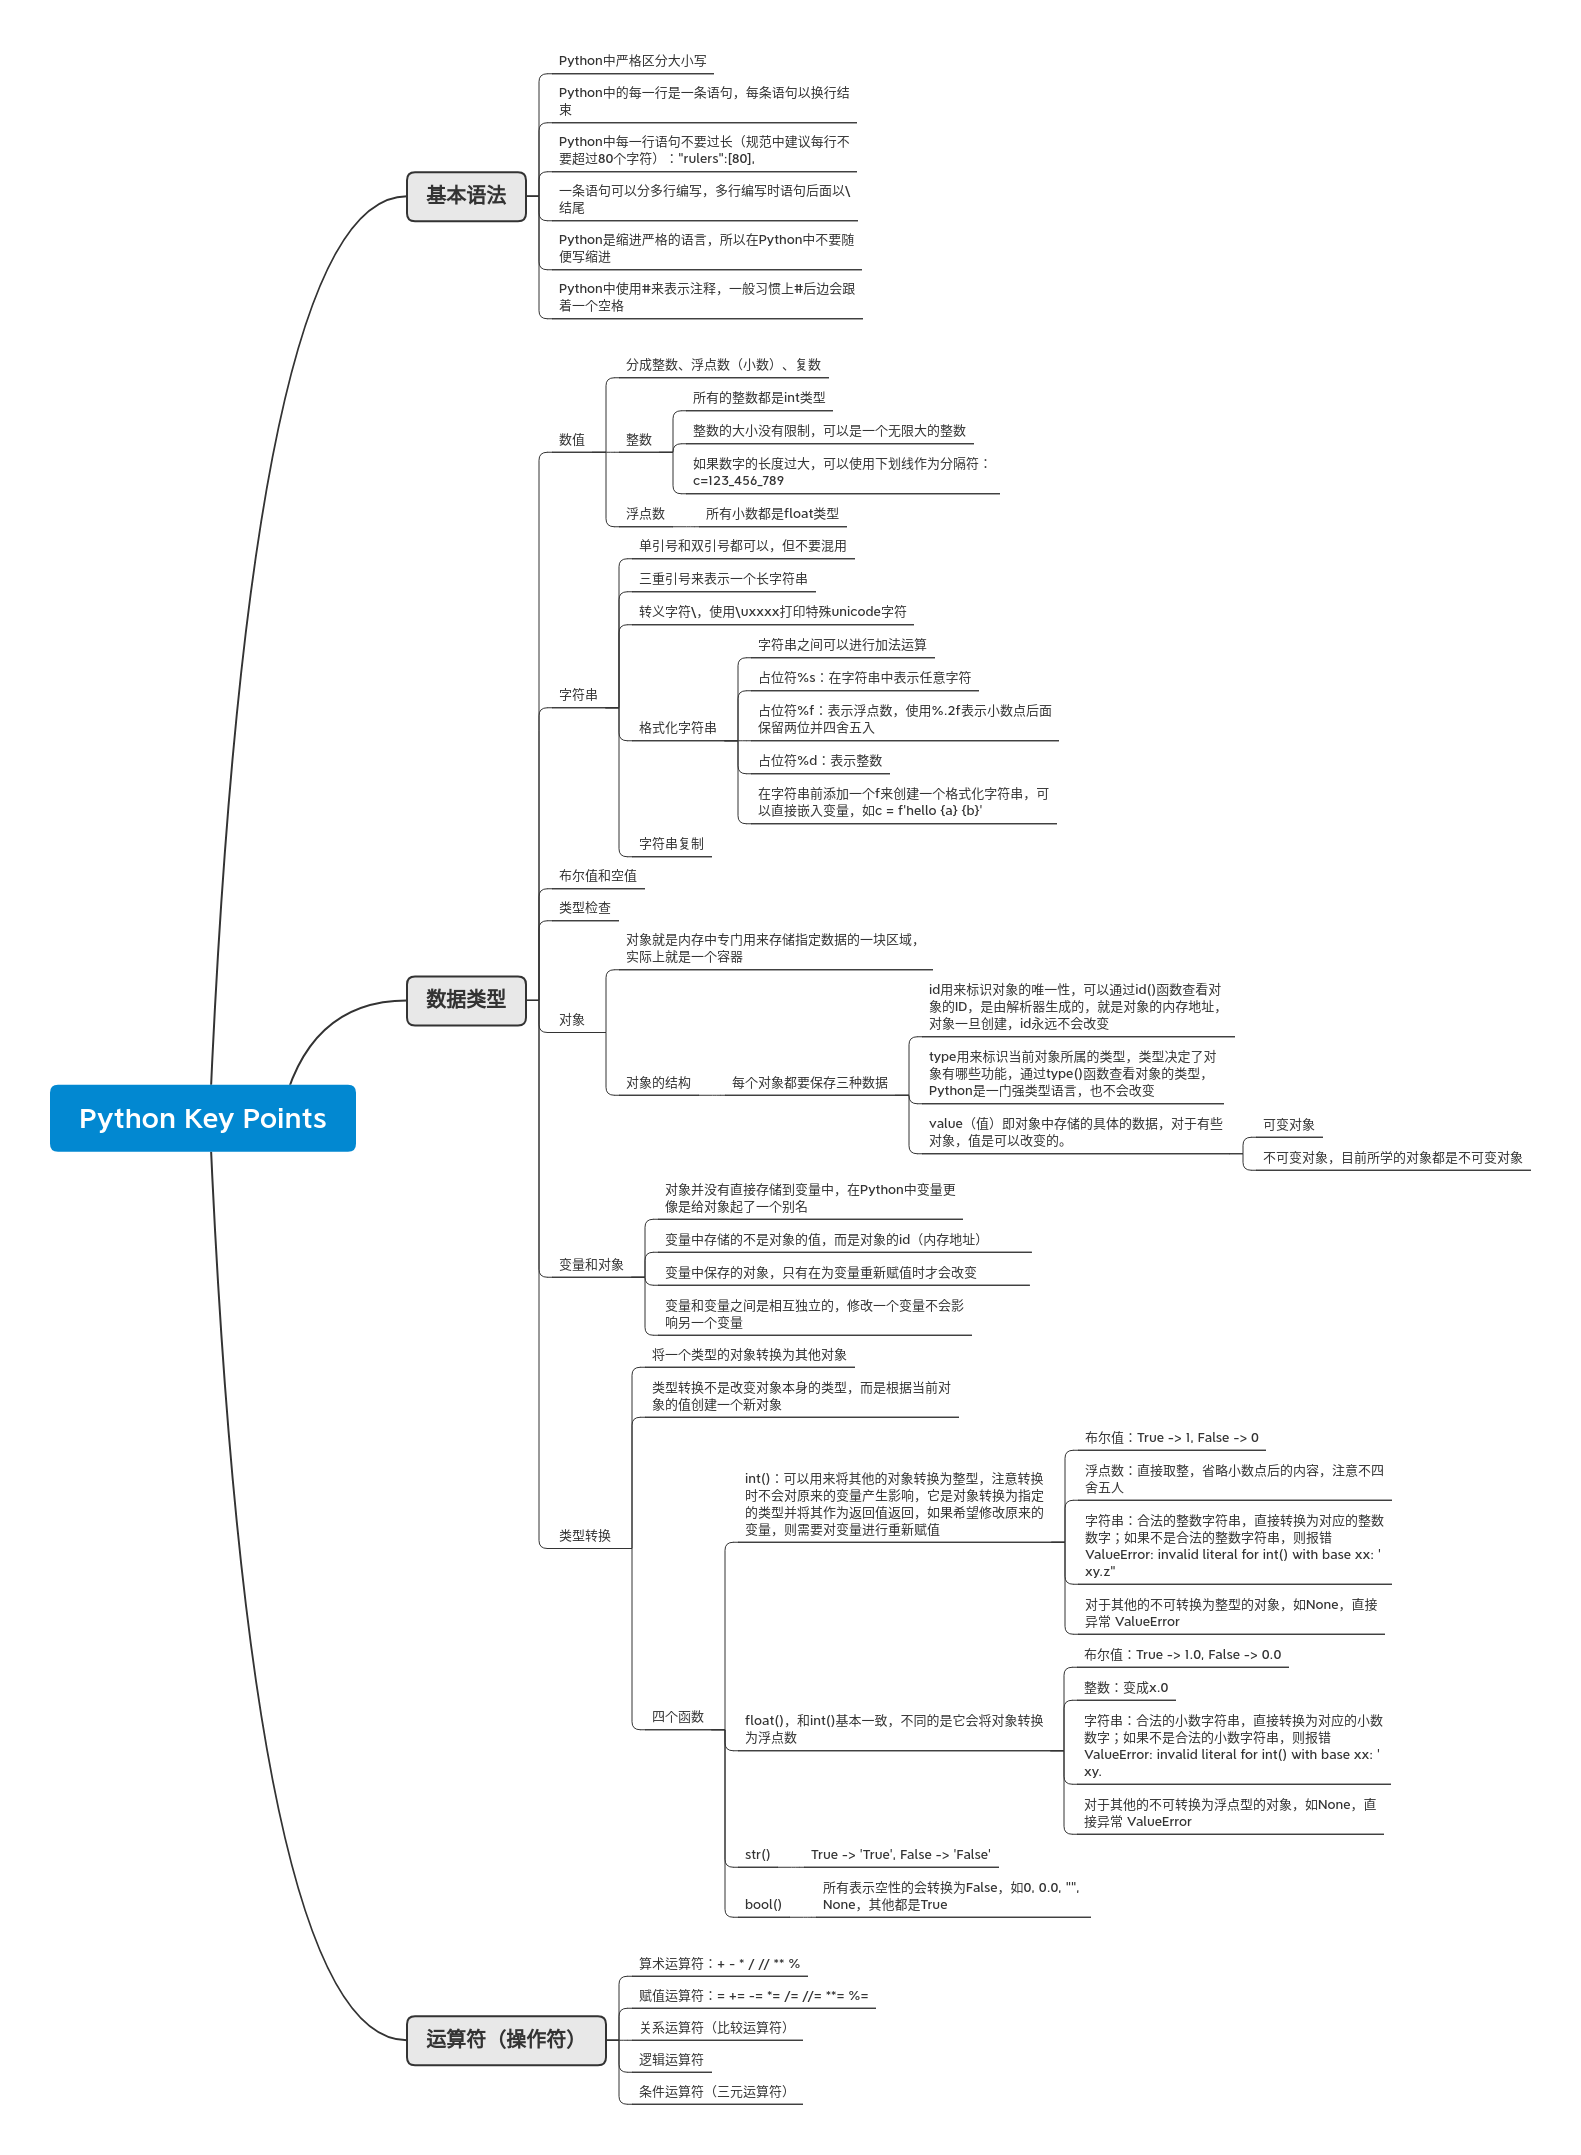 Python Key Points
基本语法
Python中严格区分大小写
Python中的每一行是一条语句，每条语句以换行结
束
Python中每一行语句不要过长（规范中建议每行不
要超过80个字符）："rulers":[80],
一条语句可以分多行编写，多行编写时语句后面以\
结尾
Python是缩进严格的语言，所以在Python中不要随
便写缩进
Python中使用#来表示注释，一般习惯上#后边会跟
着一个空格
数据类型
数值
分成整数、浮点数（小数）、复数
整数
所有的整数都是int类型
整数的大小没有限制，可以是一个无限大的整数
如果数字的长度过大，可以使用下划线作为分隔符：
c=123_456_789
浮点数
所有小数都是float类型
字符串
单引号和双引号都可以，但不要混用
三重引号来表示一个长字符串
转义字符\，使用\uxxxx打印特殊unicode字符
格式化字符串
字符串之间可以进行加法运算
占位符%s：在字符串中表示任意字符
占位符%f：表示浮点数，使用%.2f表示小数点后面
保留两位并四舍五入
占位符%d：表示整数
在字符串前添加一个f来创建一个格式化字符串，可
以直接嵌入变量，如c = f'hello {a} {b}'
字符串复制
布尔值和空值
类型检查
对象
对象就是内存中专门用来存储指定数据的一块区域，
实际上就是一个容器
对象的结构
每个对象都要保存三种数据
id用来标识对象的唯一性，可以通过id()函数查看对
象的ID，是由解析器生成的，就是对象的内存地址，
对象一旦创建，id永远不会改变
type用来标识当前对象所属的类型，类型决定了对
象有哪些功能，通过type()函数查看对象的类型，
Python是一门强类型语言，也不会改变
value（值）即对象中存储的具体的数据，对于有些
对象，值是可以改变的。
可变对象
不可变对象，目前所学的对象都是不可变对象
变量和对象
对象并没有直接存储到变量中，在Python中变量更
像是给对象起了一个别名
变量中存储的不是对象的值，而是对象的id（内存地址）
变量中保存的对象，只有在为变量重新赋值时才会改变
变量和变量之间是相互独立的，修改一个变量不会影
响另一个变量
类型转换
将一个类型的对象转换为其他对象
类型转换不是改变对象本身的类型，而是根据当前对
象的值创建一个新对象
四个函数
int()：可以用来将其他的对象转换为整型，注意转换
时不会对原来的变量产生影响，它是对象转换为指定
的类型并将其作为返回值返回，如果希望修改原来的
变量，则需要对变量进行重新赋值
布尔值：True -> 1, False -> 0
浮点数：直接取整，省略小数点后的内容，注意不四
舍五人
字符串：合法的整数字符串，直接转换为对应的整数
数字；如果不是合法的整数字符串，则报错
ValueError: invalid literal for int() with base xx: '
xy.z"
对于其他的不可转换为整型的对象，如None，直接
异常 ValueError
float()，和int()基本一致，不同的是它会将对象转换
为浮点数
布尔值：True -> 1.0, False -> 0.0
整数：变成x.0
字符串：合法的小数字符串，直接转换为对应的小数
数字；如果不是合法的小数字符串，则报错
ValueError: invalid literal for int() with base xx: '
xy.
对于其他的不可转换为浮点型的对象，如None，直
接异常 ValueError
str()
True -> 'True', False -> 'False'
bool()
所有表示空性的会转换为False，如0, 0.0, "",
None，其他都是True
运算符（操作符）
算术运算符：+ - * / // ** %
赋值运算符：= += -= *= /= //= **= %=
关系运算符（比较运算符）
逻辑运算符
条件运算符（三元运算符）